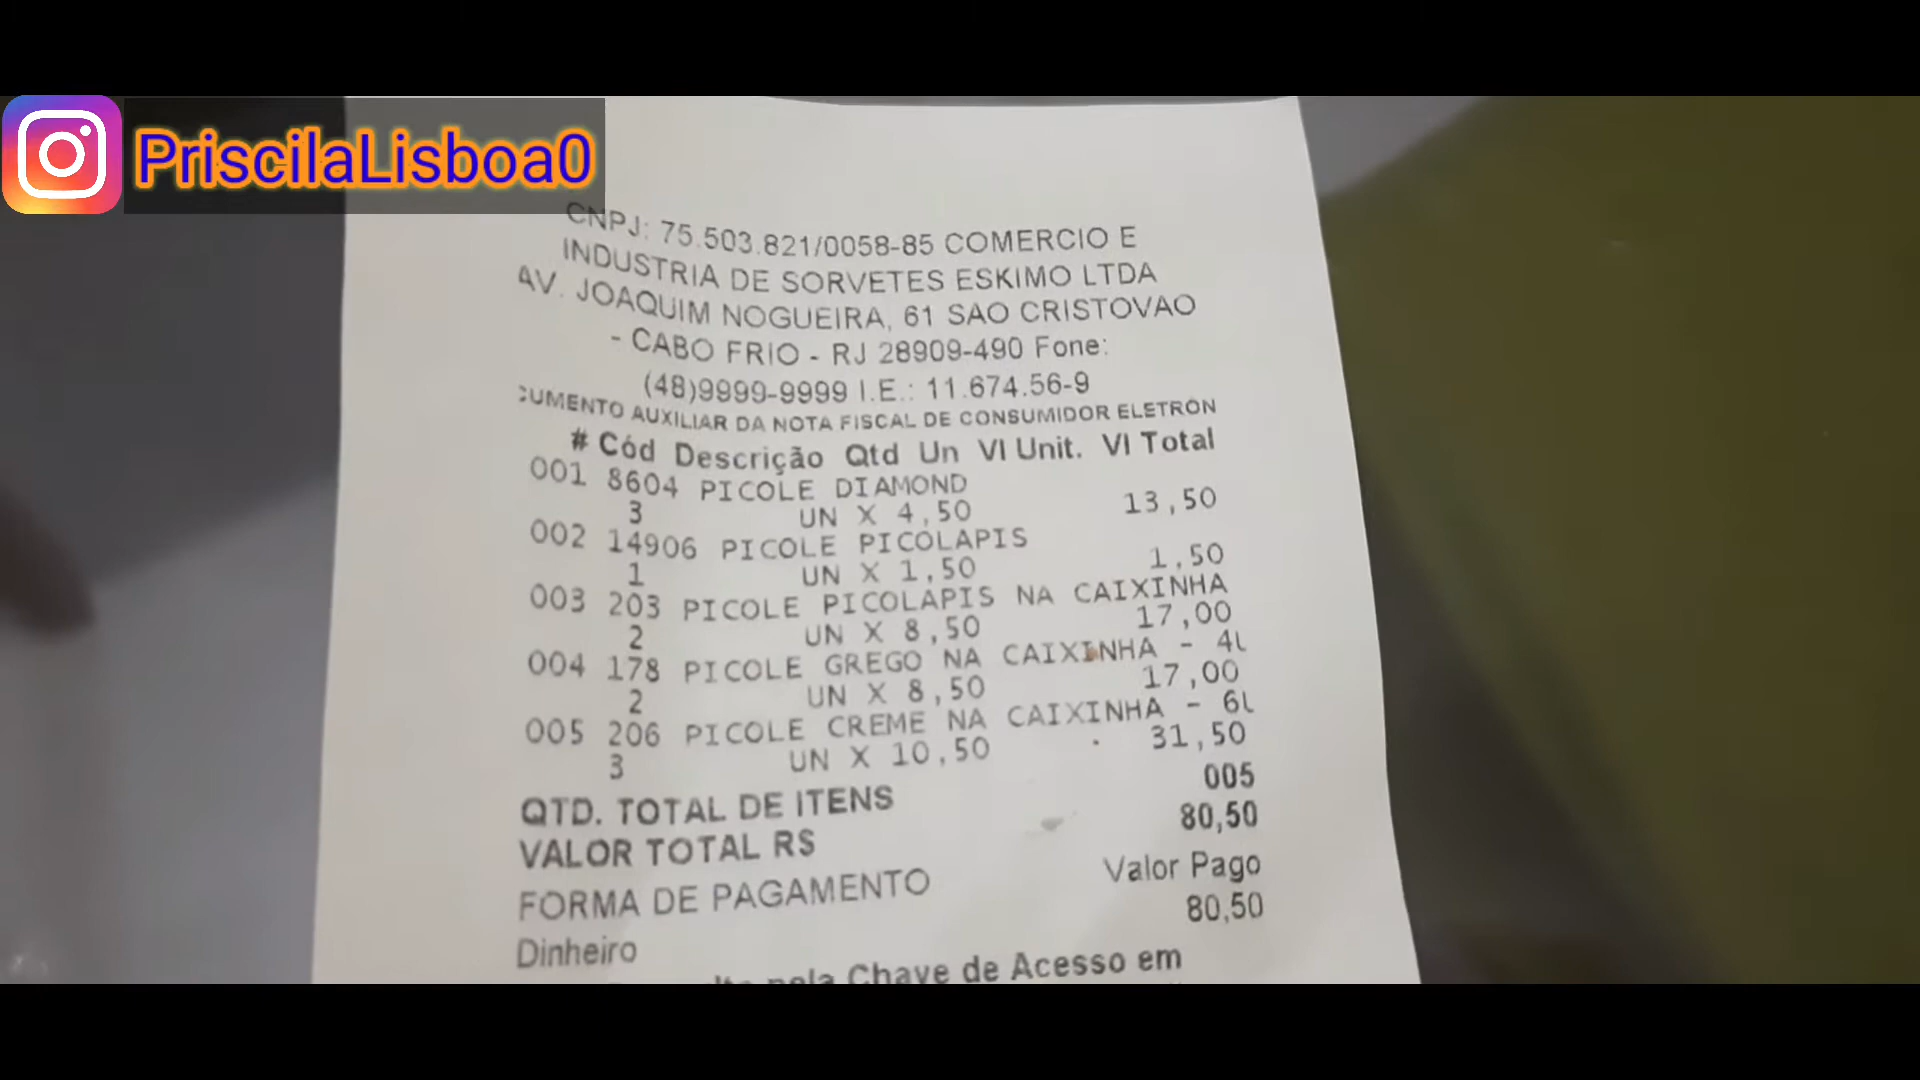 PriscilaLisboa0
CNPJ: 75.503.821/0058-85 COMERCIO E
INDUSTRIA DE SORVETES ESKIMO LTDA
AV. JOAQUIM NOGUEIRA, 61 SAO CRISTOVAO
- CABO FRIO - RJ 28909-490 Fone:
(48)9999-9999 I.E.: 11.674.56-9
CUMENTO AUXILIAR DA NOTA FISCAL DE CONSUMIDOR ELETRON
# Cód Descrição Qtd Un Vl Unit. Vl Total
001 8604 PICOLE DIAMOND
3 UN X 4,50 13,50
002 14906 PICOLE PICOLAPIS
1 UN X 1,50 1,50
003 203 PICOLE PICOLAPIS NA CAIXINHA
2 UN X 8,50 17,00
004 178 PICOLE GREGO NA CAIXINHA - 4U
2 UN X 8,50 17,00
005 206 PICOLE CREME NA CAIXINHA - 6U
3 UN X 10,50 31,50
QTD. TOTAL DE ITENS 005
VALOR TOTAL RS 80,50
FORMA DE PAGAMENTO Valor Pago
Dinheiro 80,50
pela Chave de Acesso em